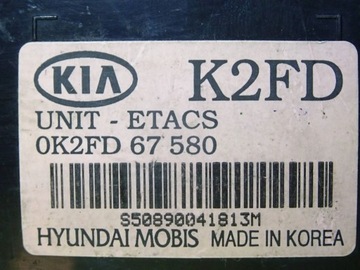 KIA K2FD
UNIT - ETACS
0K2FD 67 580
S50890041813M
HYUNDAI MOBIS MADE IN KOREA